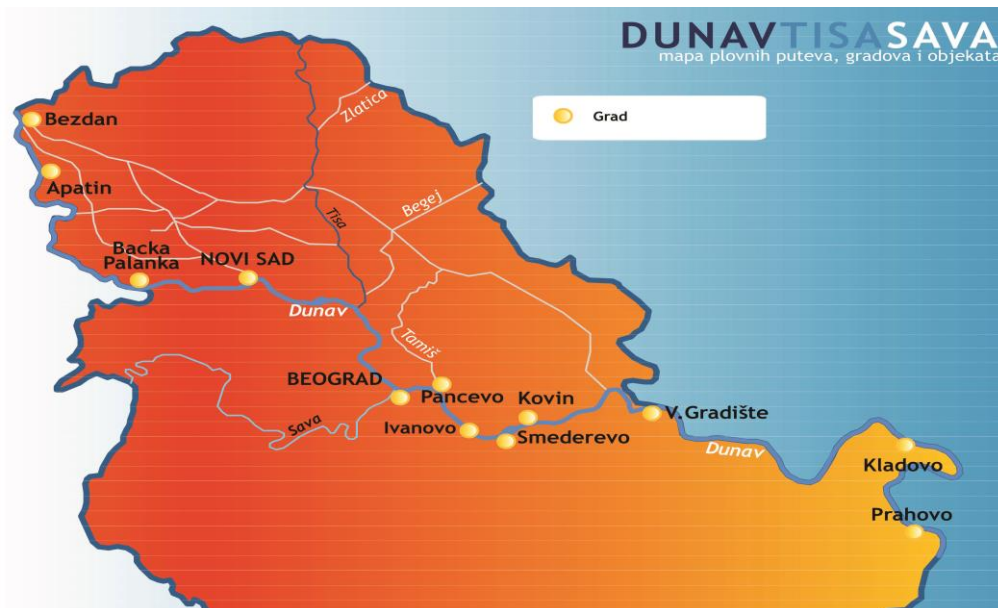 DUNAVTISASAVA
mapa plovnih puteva, gradova i objekata
Grad
Zlatica
Bezdan
Apatin
Begej
Tisa
Backa
Palanka
NOVI SAD
Dunav
Tamiš
BEOGRAD
Pancevo
Kovin
V.Gradište
Sava
Ivanovo
Smederevo
Dunav
Kladovo
Prahovo